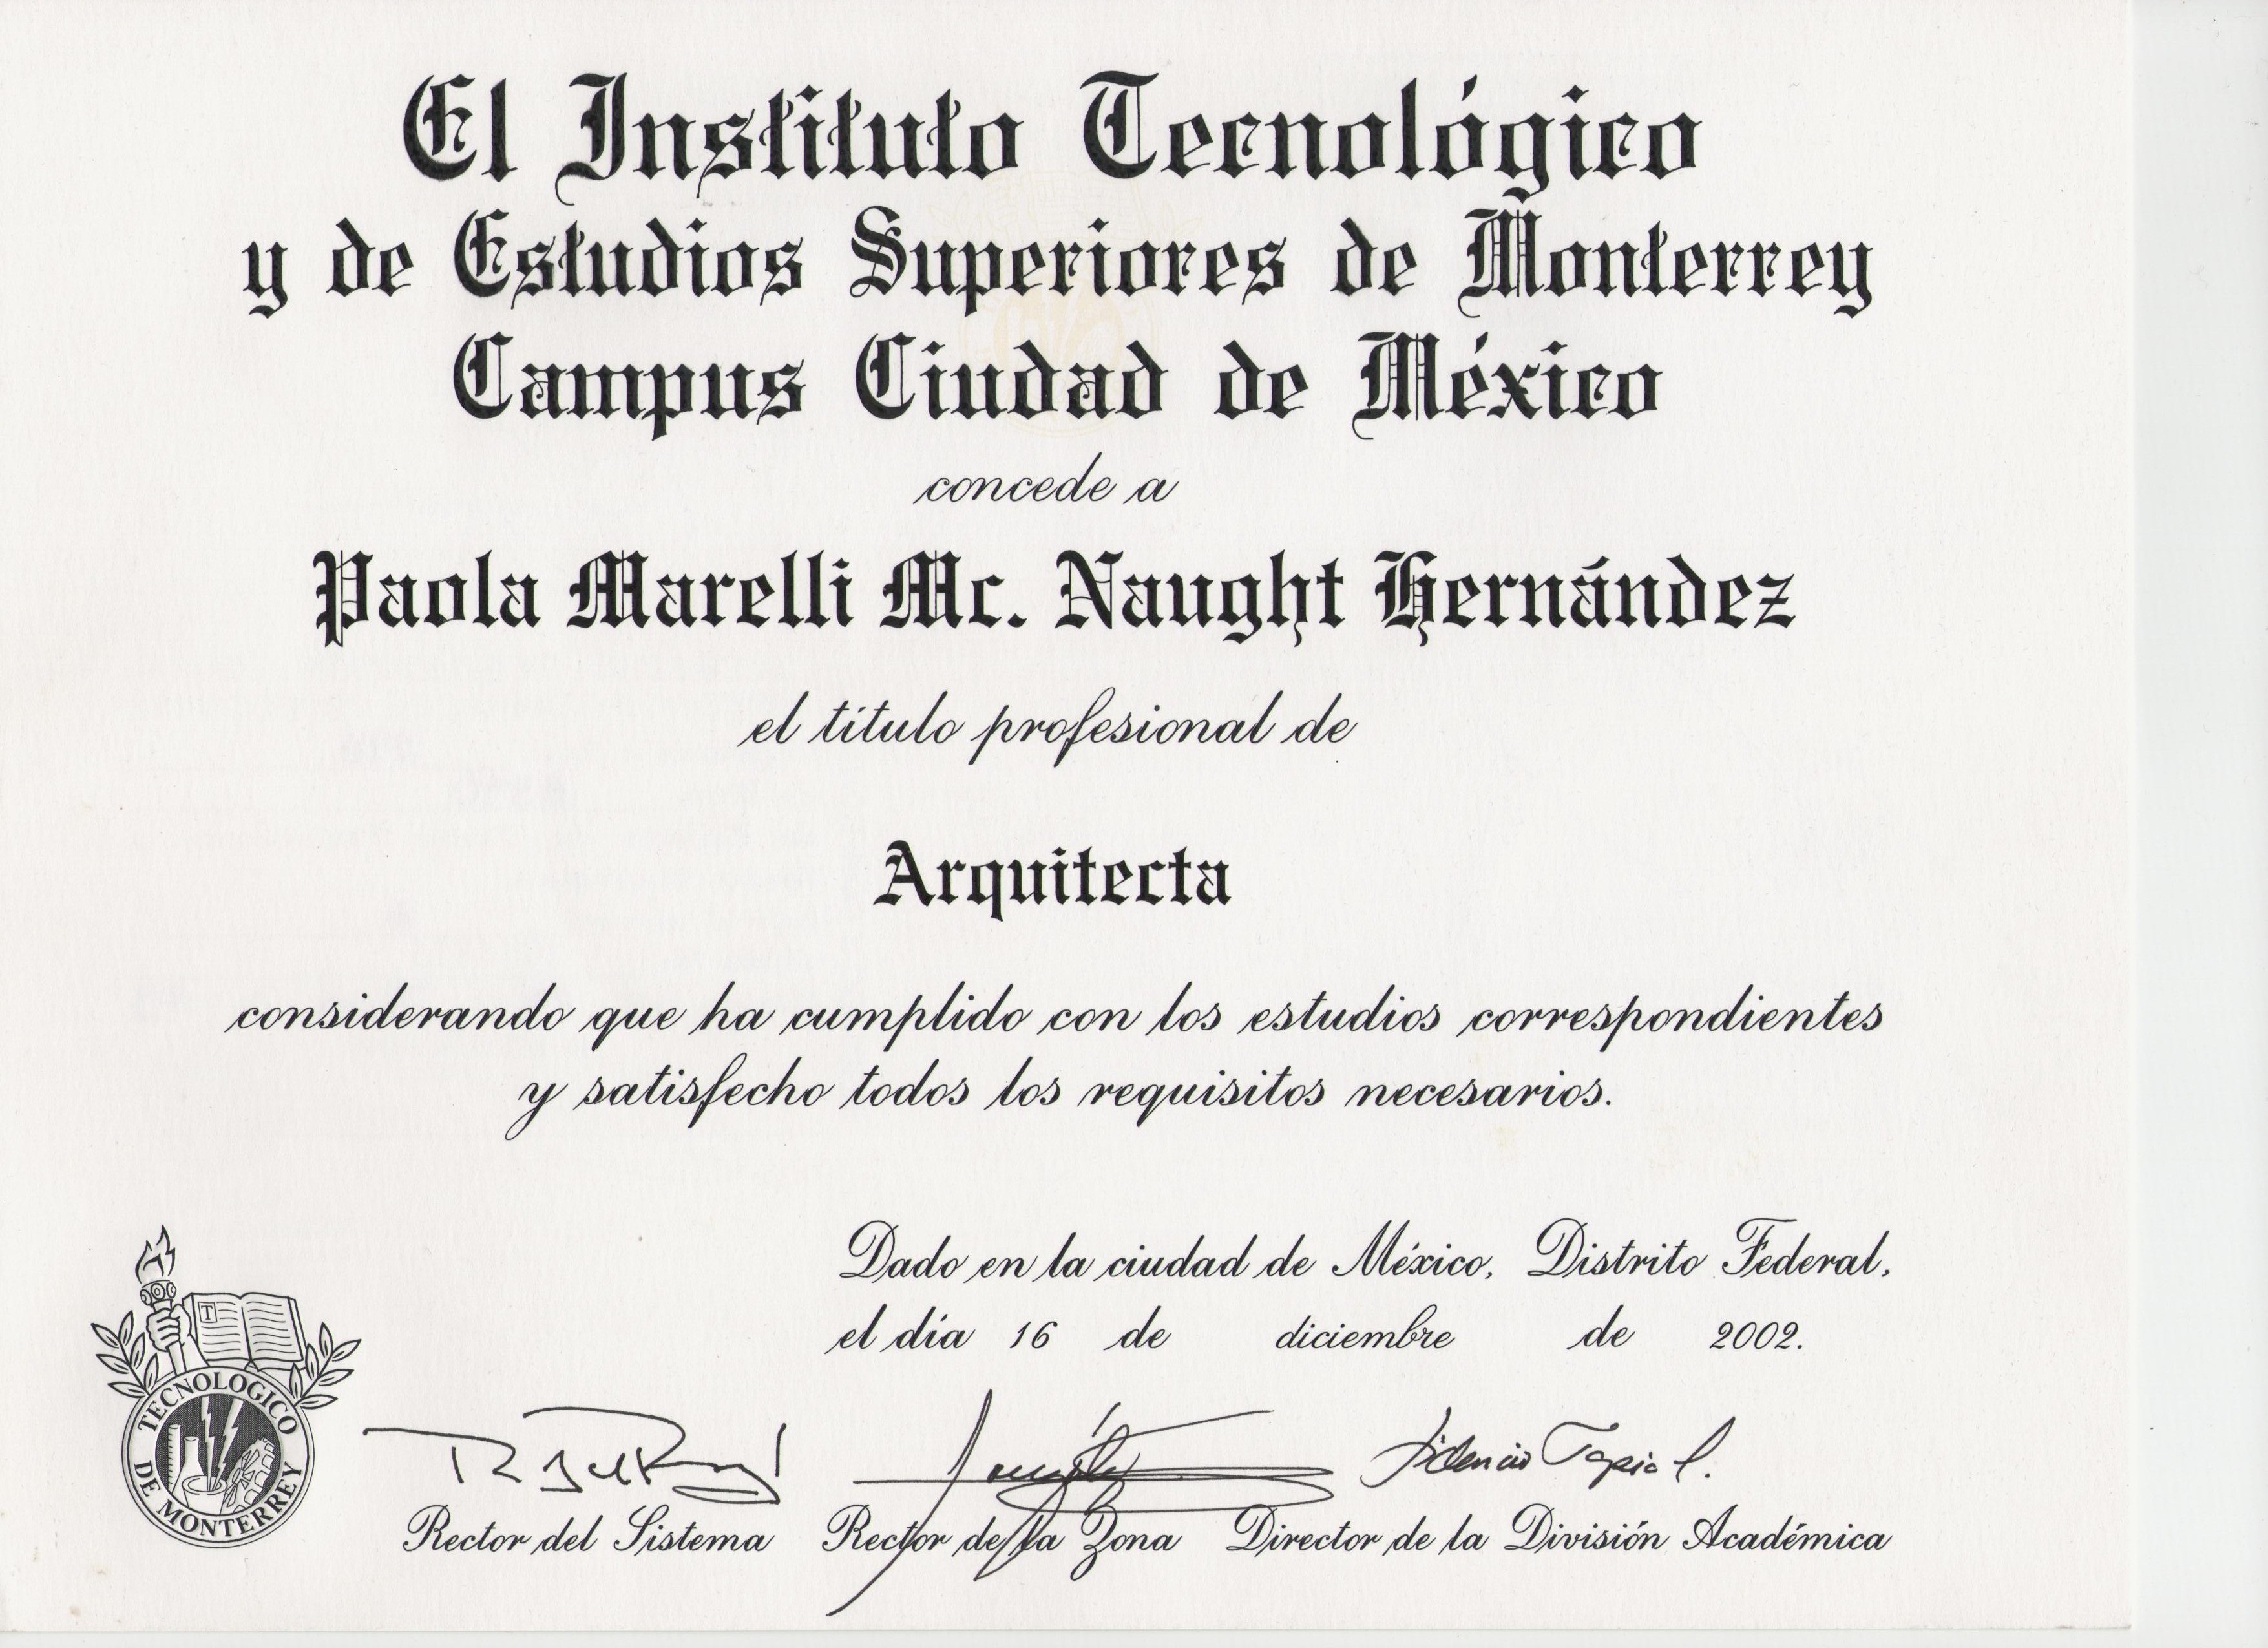 El Instituto Tecnológico
y de Estudios Superiores de Monterrey
Campus Ciudad de México
concede a
Paola Marelli Mc. Naught Hernández
el título profesional de
Arquitecta
considerando que ha cumplido con los estudios correspondientes
y satisfecho todos los requisitos necesarios.
Dado en la ciudad de México, Distrito Federal,
el día 16 de diciembre de 2002.
T
TECNOLOGICO
DE MONTERREY
Fidencio Tapia
Rector del Sistema Rector de la Zona Director de la División Académica